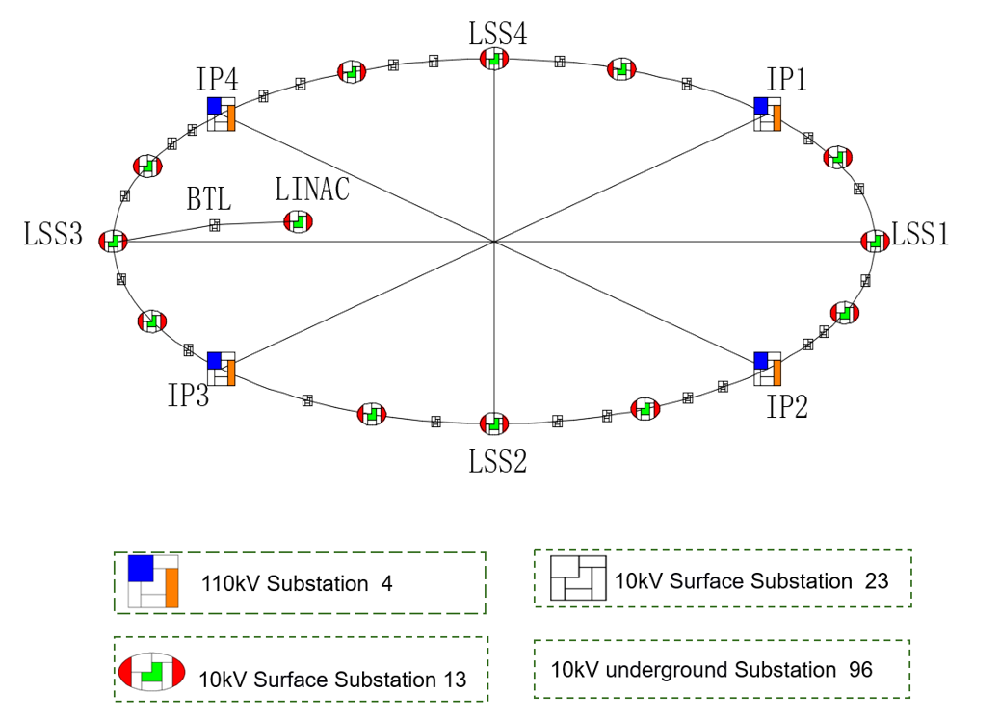 LSS4
IP4
IP1
LINAC
BTL
LSS3
LSS1
IP3
IP2
LSS2
110kV Substation 4
10kV Surface Substation 23
10kV Surface Substation 13
10kV underground Substation 96